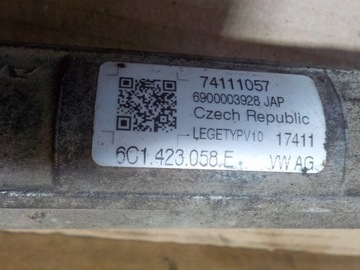 74111057
6900003928 JAP
Czech Republic
LEGETYPV10 17411
6C1.423.058.E VW AG